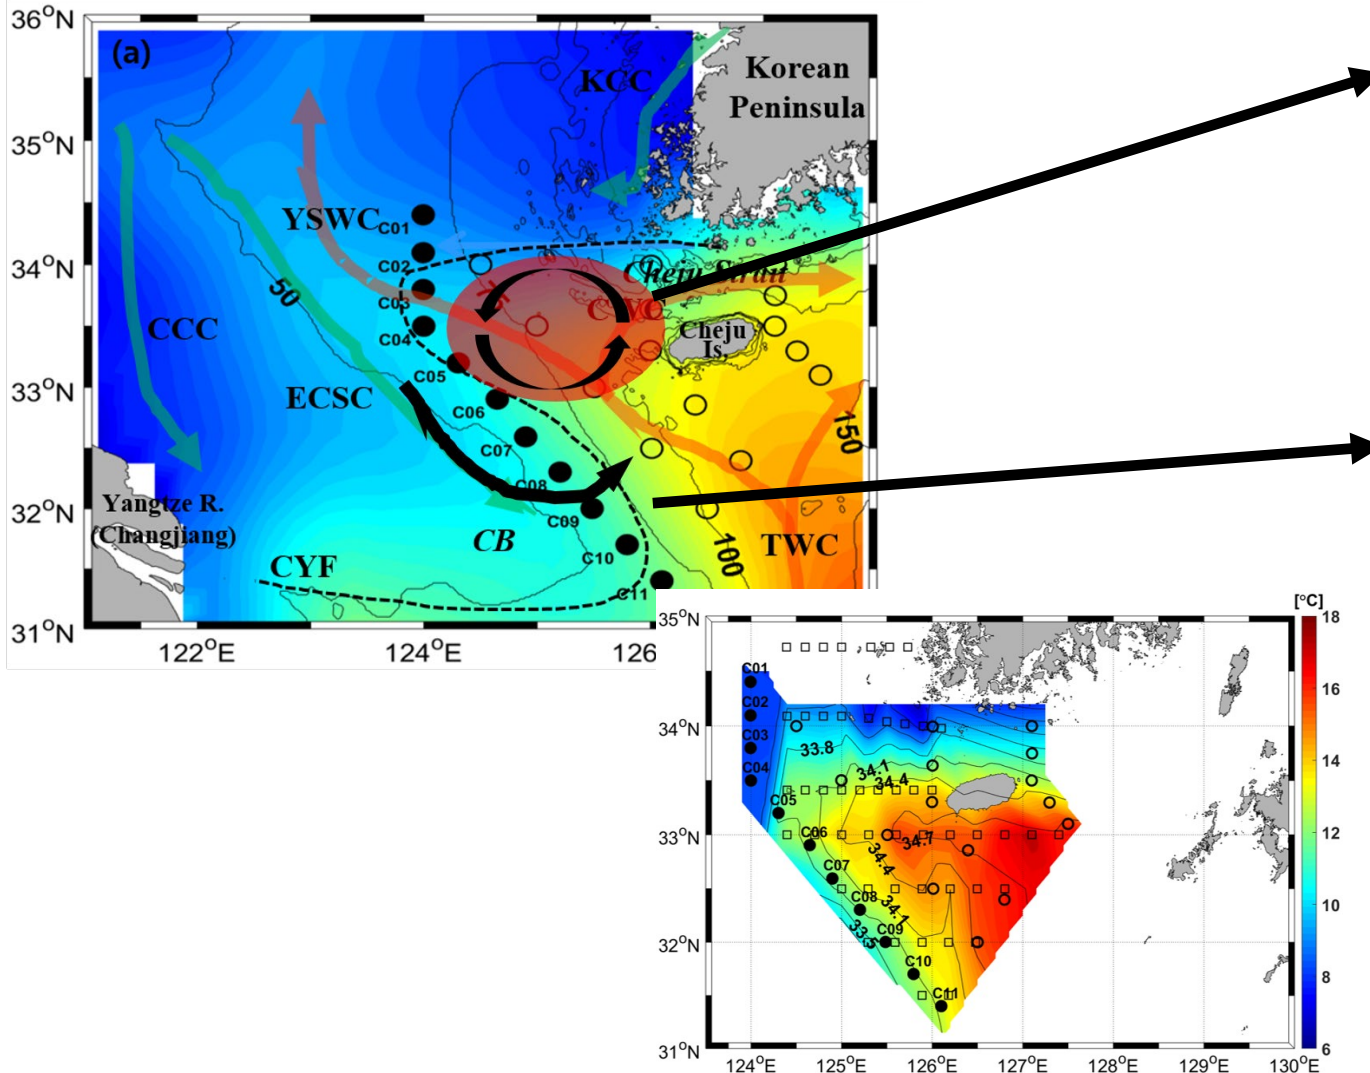 36°N
(a)
KCC
Korean
Peninsula
35°N
YSWC
C01
34°N
C02
Cheju Strait
50
75
C03
CWC
CCC
C04
Cheju
Is.
C05
33°N
ECSC
C06
150
C07
C08
32°N
Yangtze R.
(Changjiang)
C09
CB
TWC
C10
100
CYF
C11
31°N
122°E
124°E
126
[°C]
35°N
18
C01
16
C02
34°N
33.8
C03
14
34.1
C04
34.4
C05
33°N
C06
34.7
12
34.4
C07
C08
10
34.1
33.5
C09
32°N
C10
8
C11
31°N
6
124°E
125°E
126°E
127°E
128°E
129°E
130°E